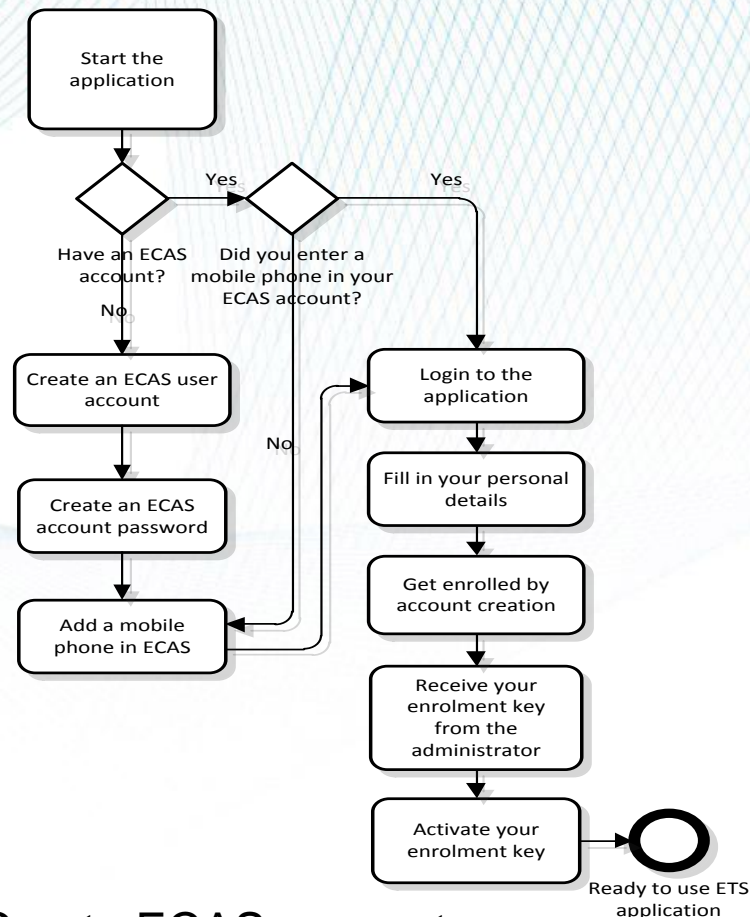 Start the
application
Yes
Yes
Have an ECAS
account?
Did you enter a
mobile phone in your
ECAS account?
No
Create an ECAS user
account
Login to the
application
No
Fill in your personal
details
Create an ECAS
account password
Get enrolled by
account creation
Add a mobile
phone in ECAS
Receive your
enrolment key
from the
administrator
Activate your
enrolment key
Ready to use ETS
application